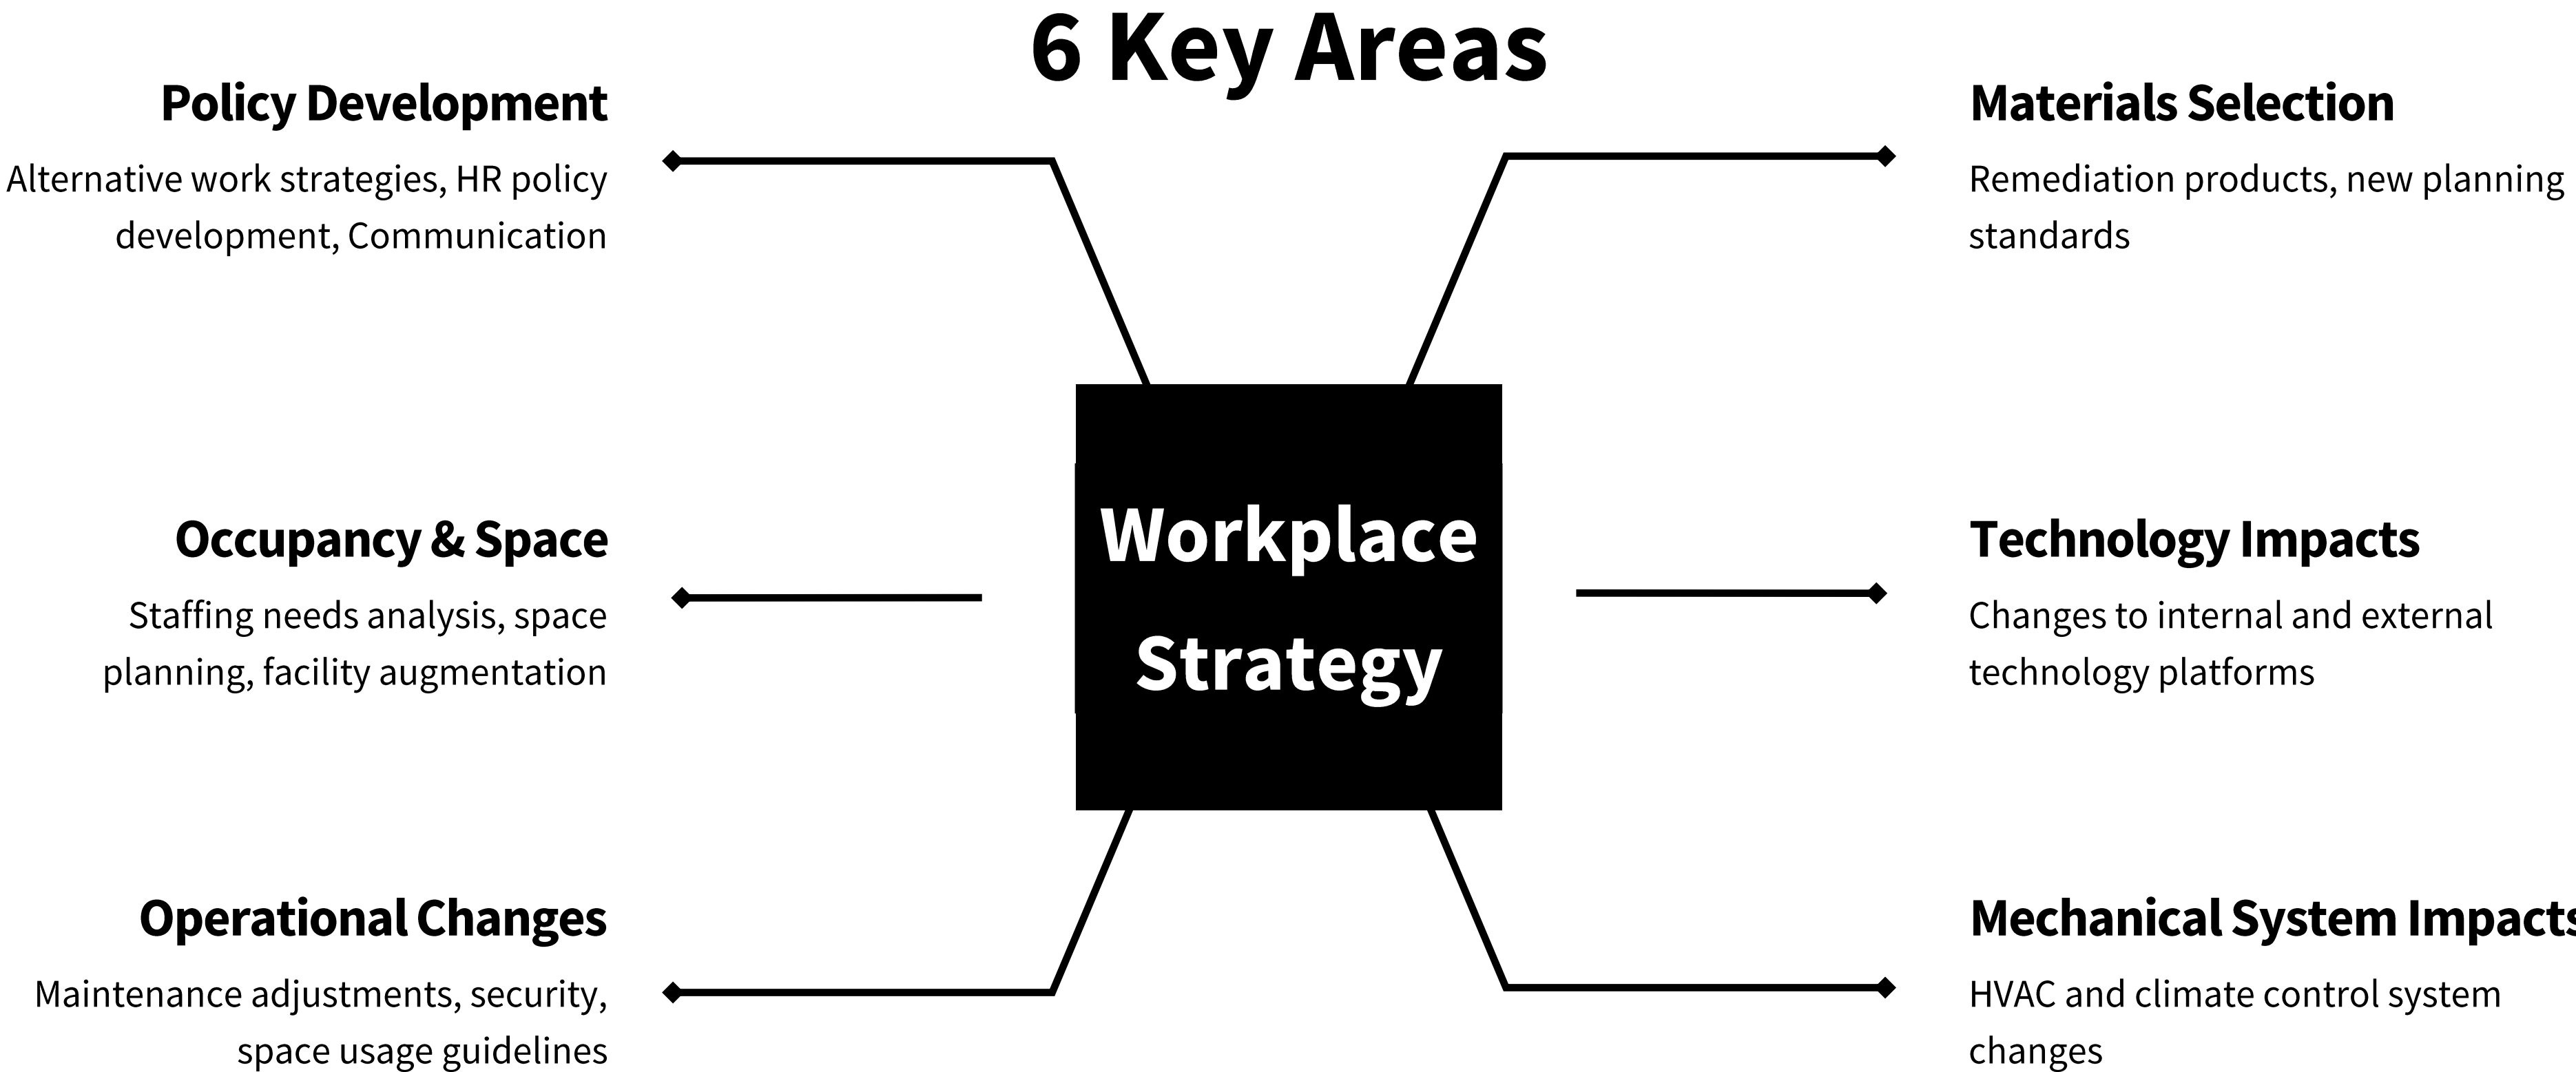 6 Key Areas
Policy Development
Alternative work strategies, HR policy
development, Communication
Occupancy & Space
Staffing needs analysis, space
planning, facility augmentation
Operational Changes
Maintenance adjustments, security,
space usage guidelines
Workplace
Strategy
Materials Selection
Remediation products, new planning
standards
Technology Impacts
Changes to internal and external
technology platforms
Mechanical System Impacts
HVAC and climate control system
changes